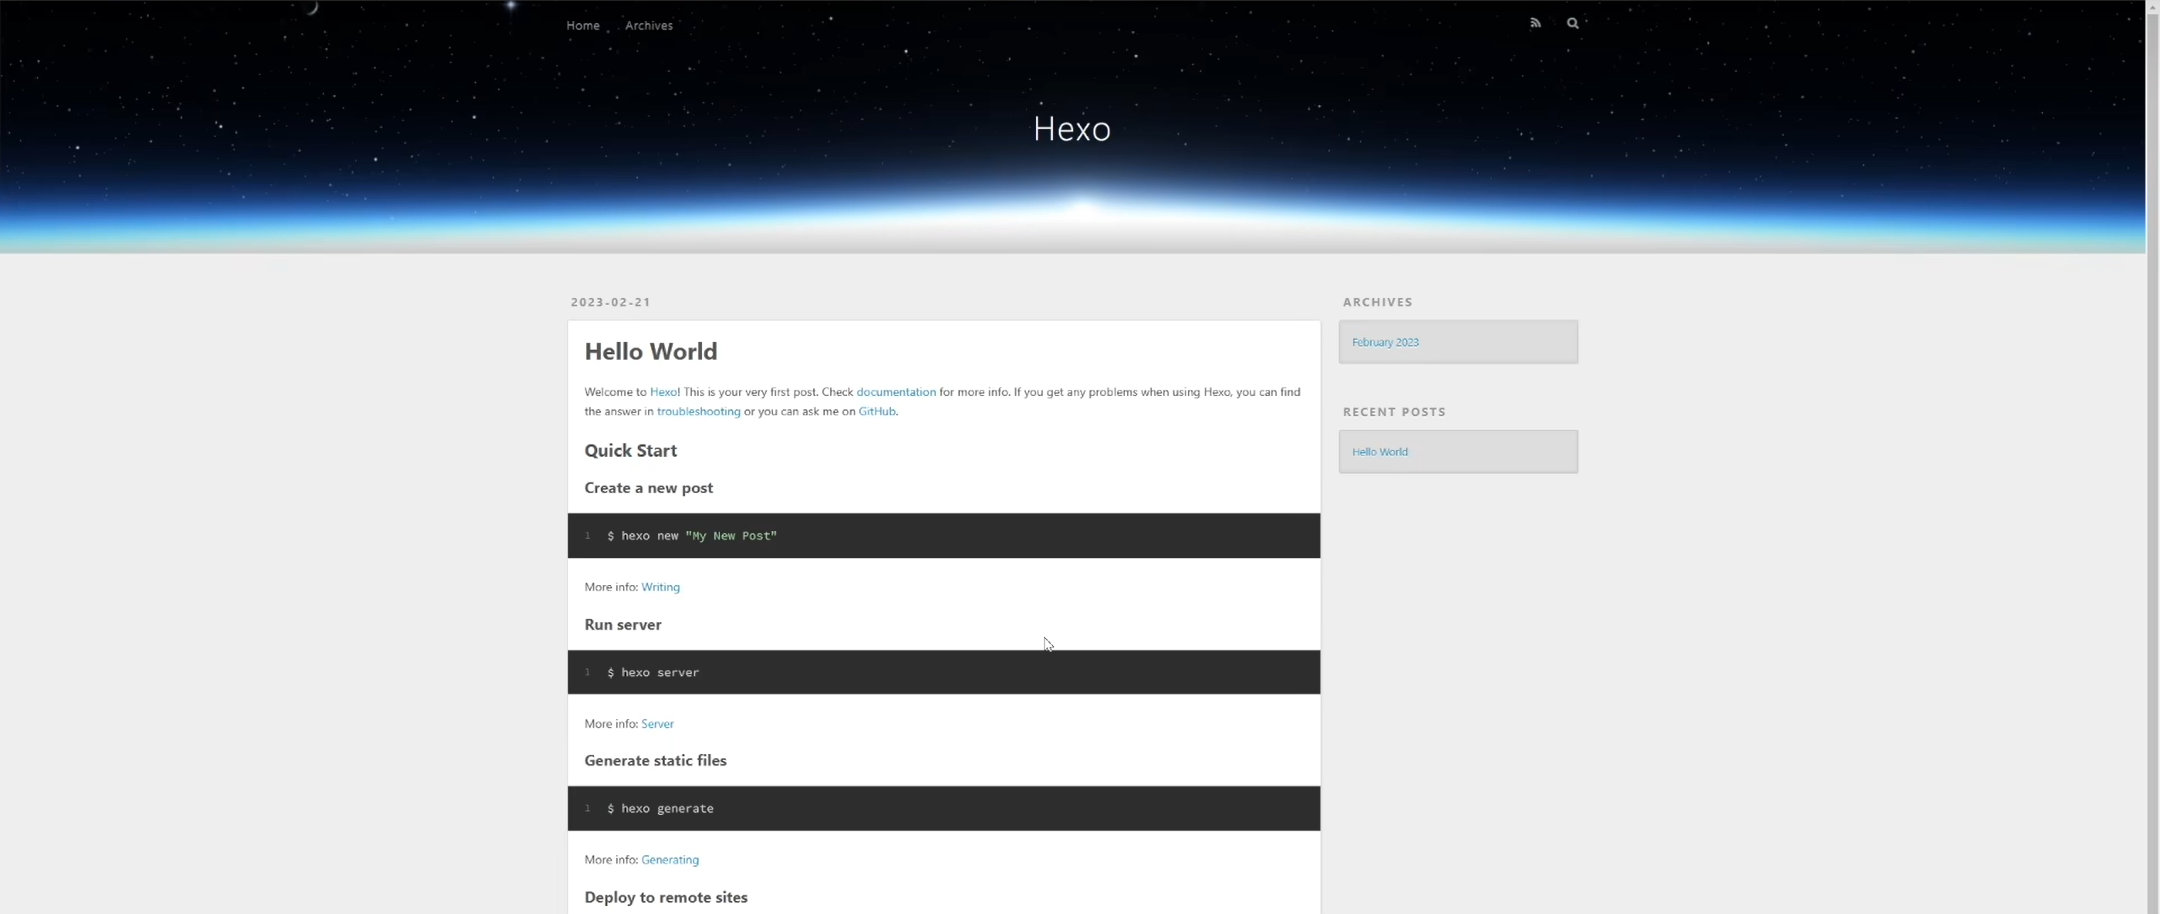 Home Archives
Hexo
2023-02-21
Hello World
Welcome to Hexo! This is your very first post. Check documentation for more info. If you get any problems when using Hexo, you can find
the answer in troubleshooting or you can ask me on GitHub.
Quick Start
Create a new post
1 $ hexo new "My New Post"
More info: Writing
Run server
1 $ hexo server
More info: Server
Generate static files
1 $ hexo generate
More info: Generating
Deploy to remote sites
ARCHIVES
February 2023
RECENT POSTS
Hello World